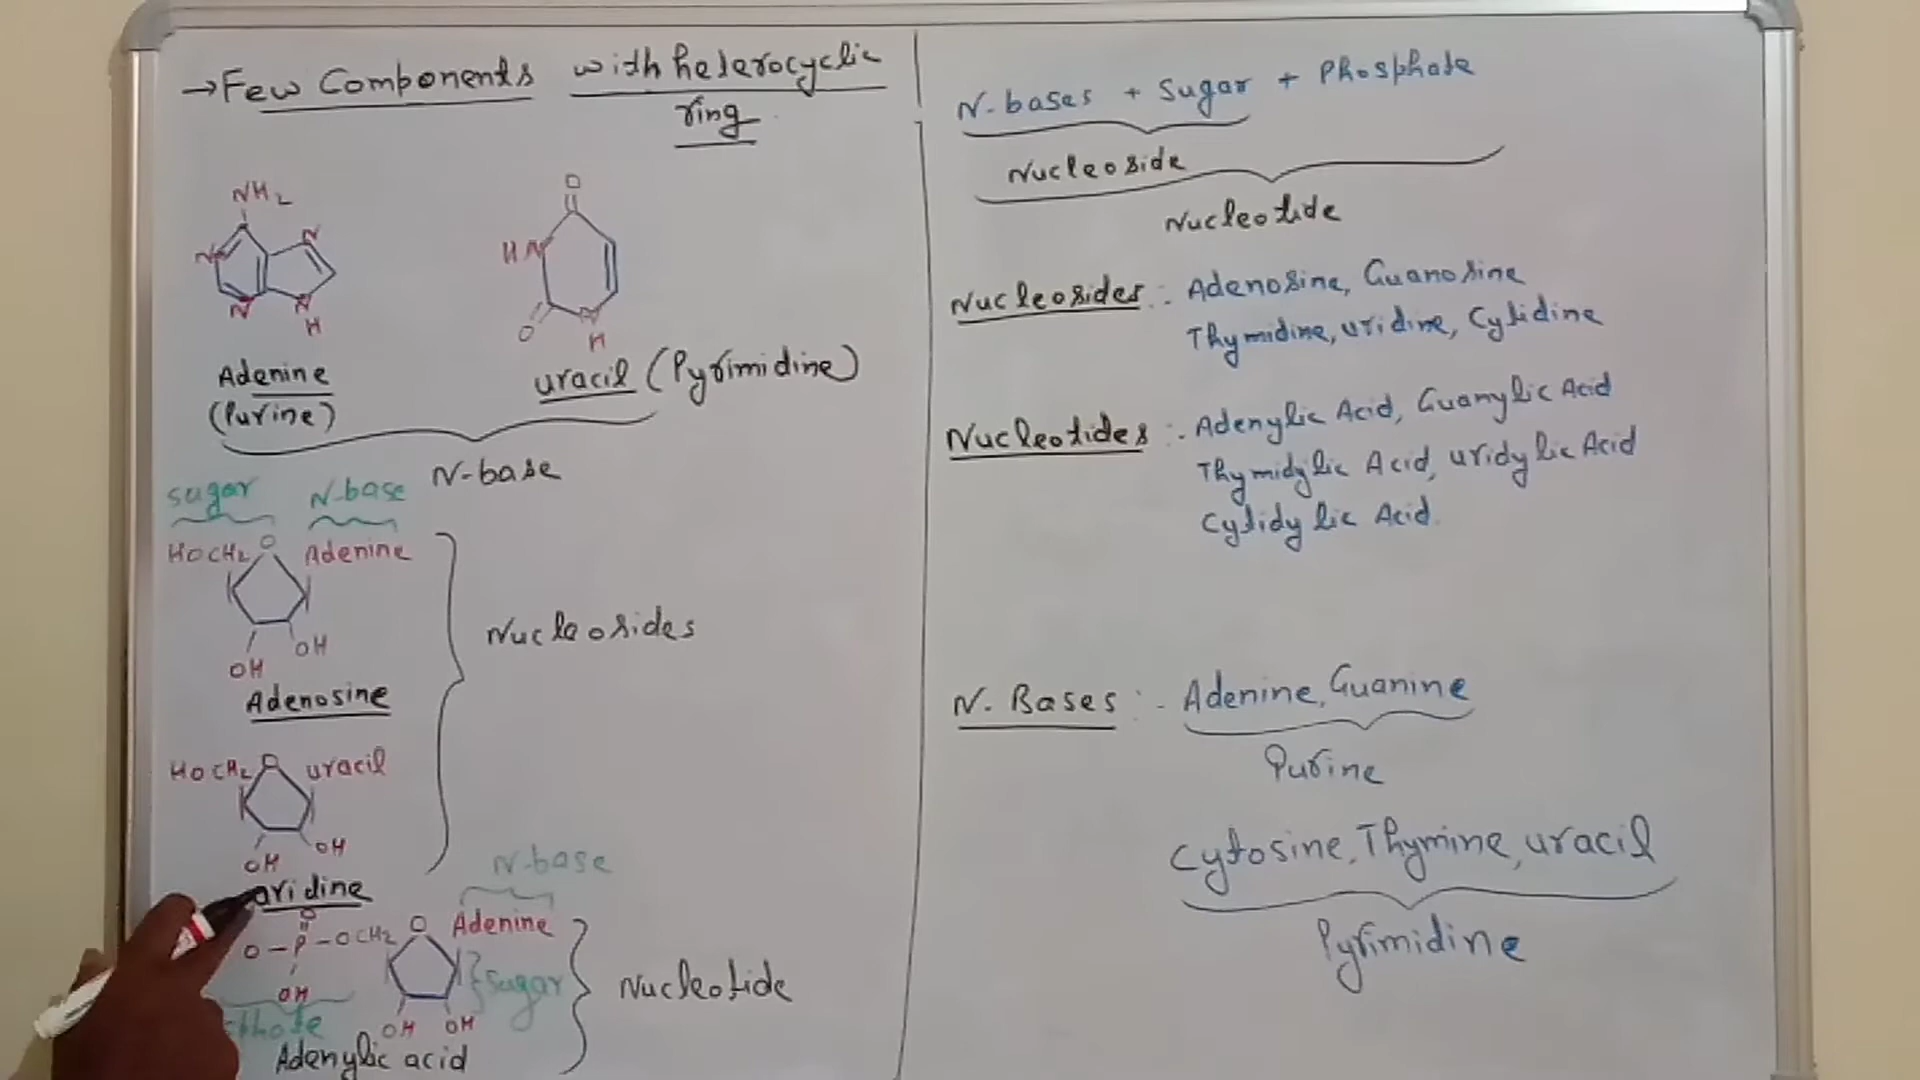 →Few Components with heterocyclic
ring
NH2
N
N
N
N
H
Adenine
(Purine)
O
HN
O
N
H
uracil (Pyrimidine)
N-base
sugar N-base
HOCH2 O Adenine
OH OH
Adenosine
HOCH2 O uracil
OH OH
Nucleosides
uridine
N-base
O
O-P-OCH2 O Adenine
OH
sugar
OH OH
Adenylic acid
Nucleotide
N-bases + Sugar + Phosphate
Nucleoside
Nucleotide
Nucleosides :- Adenosine, Guanosine
Thymidine, uridine, Cytidine
Nucleotides :- Adenylic Acid, Guanylic Acid
Thymidylic Acid, uridylic Acid
Cytidylic Acid.
N. Bases :- Adenine, Guanine
Purine
Cytosine, Thymine, uracil
Pyrimidine